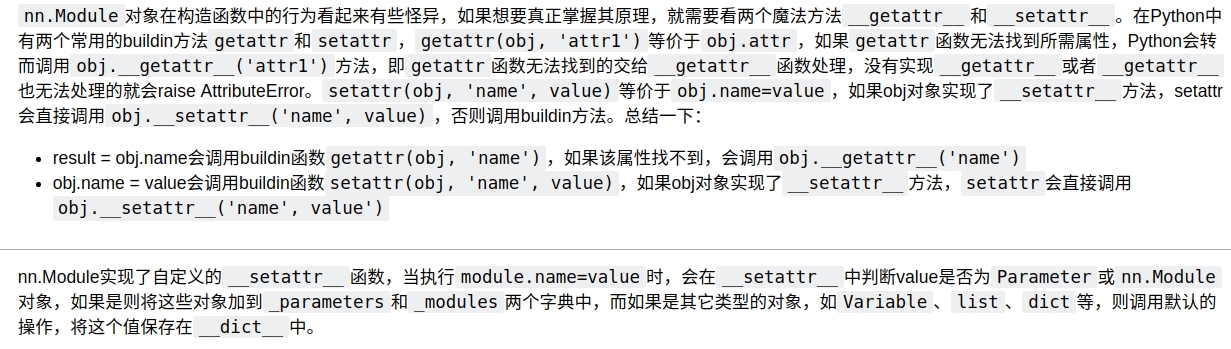 nn.Module 对象在构造函数中的行为看起来有些怪异，如果想要真正掌握其原理，就需要看两个魔法方法 __getattr__ 和 __setattr__ 。在Python中
有两个常用的buildin方法 getattr 和 setattr ， getattr(obj, 'attr1') 等价于 obj.attr ，如果 getattr 函数无法找到所需属性，Python会转
而调用 obj.__getattr__('attr1') 方法，即 getattr 函数无法找到的交给 __getattr__ 函数处理，没有实现 __getattr__ 或者 __getattr__
也无法处理的就会raise AttributeError。 setattr(obj, 'name', value) 等价于 obj.name=value ，如果obj对象实现了 __setattr__ 方法，setattr
会直接调用 obj.__setattr__('name', value) ，否则调用buildin方法。总结一下：
• result = obj.name会调用buildin函数 getattr(obj, 'name') ，如果该属性找不到，会调用 obj.__getattr__('name')
• obj.name = value会调用buildin函数 setattr(obj, 'name', value) ，如果obj对象实现了 __setattr__ 方法， setattr 会直接调用
obj.__setattr__('name', value')
nn.Module实现了自定义的 __setattr__ 函数，当执行 module.name=value 时，会在 __setattr__ 中判断value是否为 Parameter 或 nn.Module
对象，如果是则将这些对象加到 _parameters 和 _modules 两个字典中，而如果是其它类型的对象，如 Variable 、 list 、 dict 等，则调用默认的
操作，将这个值保存在 __dict__ 中。